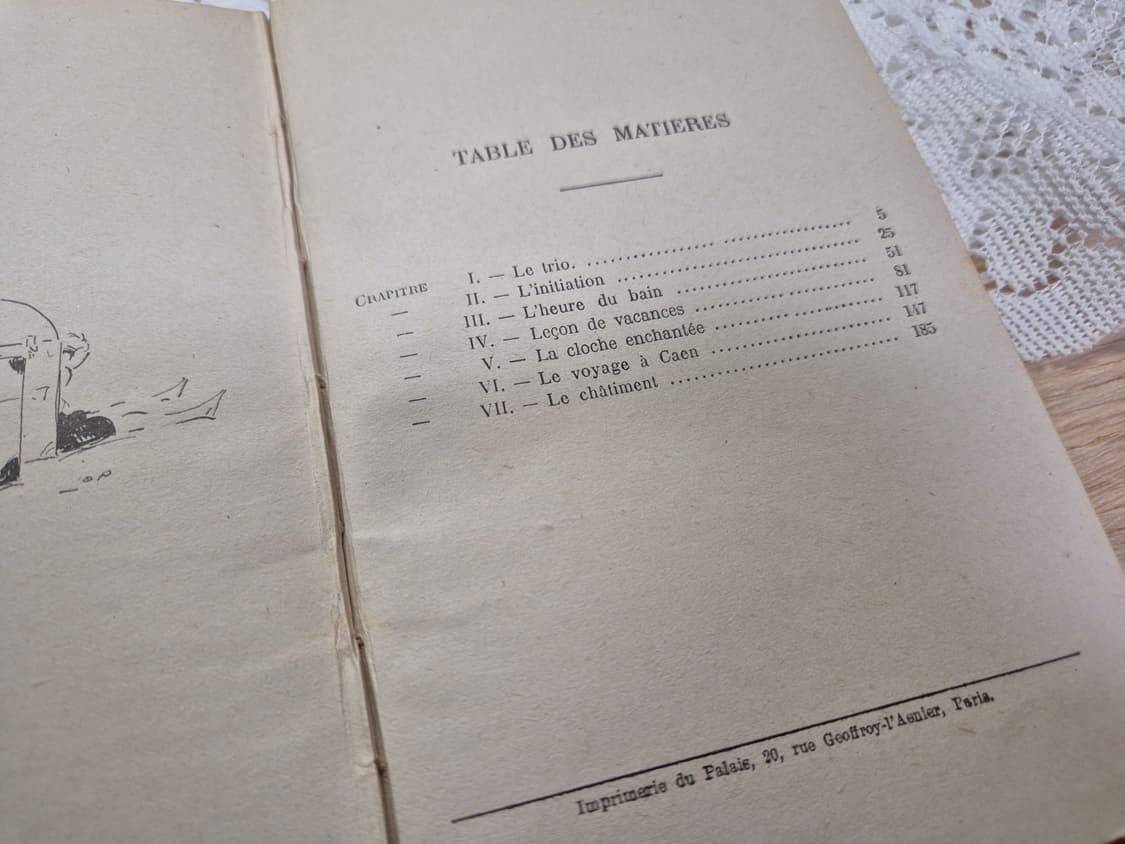 TABLE DES MATIERES
CHAPITRE I. — Le trio. .......... 5
— II. — L'initiation .......... 25
— III. — L'heure du bain .......... 51
— IV. — Leçon de vacances .......... 81
— V. — La cloche enchantée .......... 117
— VI. — Le voyage à Caen .......... 147
— VII. — Le châtiment .......... 185
Imprimerie du Palais, 20, rue Geoffroy-l'Asnier, Paris.